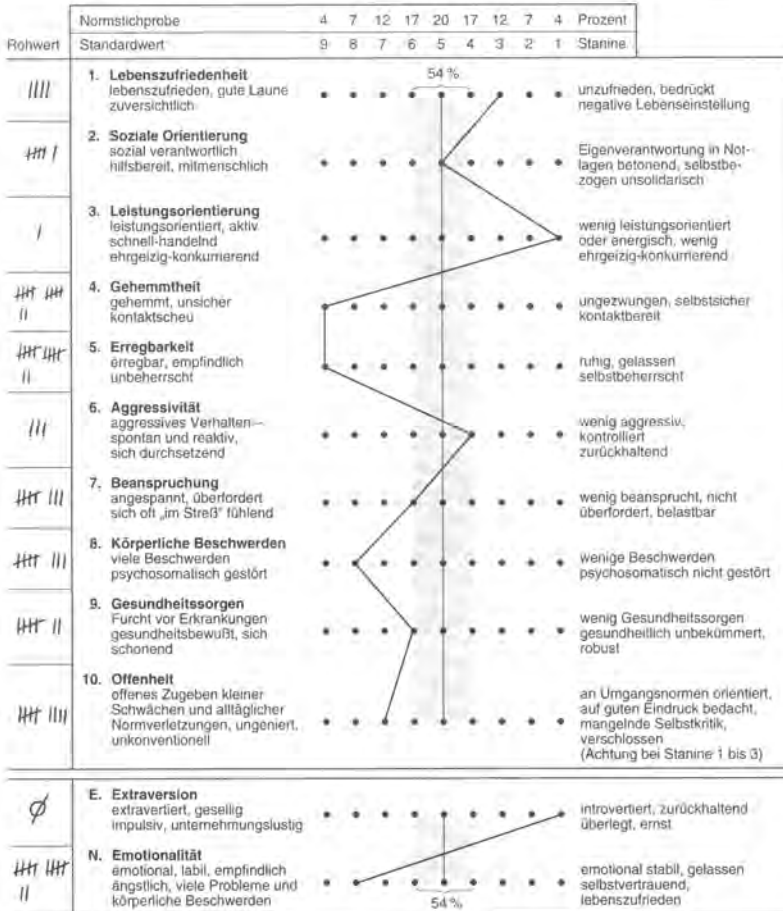 Normstichprobe 4 7 12 17 20 17 12 7 4 Prozent
Rohwert Standardwert 9 8 7 6 5 4 3 2 1 Stanine
54 %
1. Lebenszufriedenheit
lebenszufrieden, gute Laune
zuversichtlich
unzufrieden, bedrückt
negative Lebenseinstellung
2. Soziale Orientierung
sozial verantwortlich
hilfsbereit, mitmenschlich
Eigenverantwortung in Not-
lagen betonend, selbstbe-
zogen unsolidarisch
3. Leistungsorientierung
leistungsorientiert, aktiv
schnell-handelnd
ehrgeizig-konkurrierend
wenig leistungsorientiert
oder energisch, wenig
ehrgeizig-konkurrierend
4. Gehemmtheit
gehemmt, unsicher
kontaktscheu
ungezwungen, selbstsicher
kontaktbereit
5. Erregbarkeit
erregbar, empfindlich
unbeherrscht
ruhig, gelassen
selbstbeherrscht
6. Aggressivität
aggressives Verhalten –
spontan und reaktiv,
sich durchsetzend
wenig aggressiv,
kontrolliert
zurückhaltend
7. Beanspruchung
angespannt, überfordert
sich oft „im Streß“ fühlend
wenig beansprucht, nicht
überfordert, belastbar
8. Körperliche Beschwerden
viele Beschwerden
psychosomatisch gestört
wenige Beschwerden
psychosomatisch nicht gestört
9. Gesundheitssorgen
Furcht vor Erkrankungen
gesundheitsbewußt, sich
schonend
wenig Gesundheitssorgen
gesundheitlich unbekümmert,
robust
10. Offenheit
offenes Zugeben kleiner
Schwächen und alltäglicher
Normverletzungen, ungeniert,
unkonventionell
an Umgangsnormen orientiert,
auf guten Eindruck bedacht,
mangelnde Selbstkritik,
verschlossen
(Achtung bei Stanine 1 bis 3)
E. Extraversion
extravertiert, gesellig
impulsiv, unternehmungslustig
introvertiert, zurückhaltend
überlegt, ernst
N. Emotionalität
emotional, labil, empfindlich
ängstlich, viele Probleme und
körperliche Beschwerden
emotional stabil, gelassen
selbstvertrauend,
lebenszufrieden
54 %